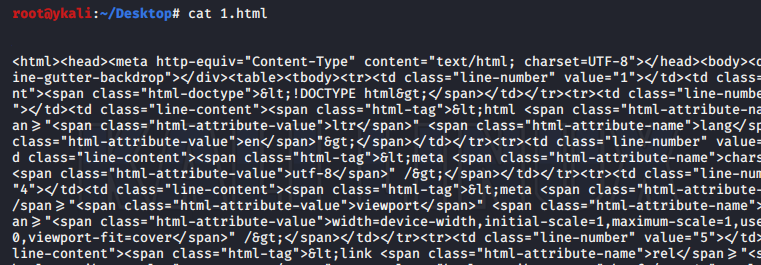 root@ykali:~/Desktop# cat 1.html
<html><head><meta http-equiv="Content-Type" content="text/html; charset=UTF-8"></head><body><d
ine-gutter-backdrop"></div><table><tbody><tr><td class="line-number" value="1"></td><td class=
nt"><span class="html-doctype">&lt;!DOCTYPE html&gt;</span></td></tr><tr><td class="line-numbe
"></td><td class="line-content"><span class="html-tag">&lt;html <span class="html-attribute-na
an>="<span class="html-attribute-value">ltr</span>" <span class="html-attribute-name">lang</sp
class="html-attribute-value">en</span>"&gt;</span></td></tr><tr><td class="line-number" value=
d class="line-content"><span class="html-tag">&lt;meta <span class="html-attribute-name">chars
<span class="html-attribute-value">utf-8</span>" /&gt;</span></td></tr><tr><td class="line-num
"4"></td><td class="line-content"><span class="html-tag">&lt;meta <span class="html-attribute-
/span>="<span class="html-attribute-value">viewport</span>" <span class="html-attribute-name">
an>="<span class="html-attribute-value">width=device-width,initial-scale=1,maximum-scale=1,use
0,viewport-fit=cover</span>" /&gt;</span></td></tr><tr><td class="line-number" value="5"></td>
line-content"><span class="html-tag">&lt;link <span class="html-attribute-name">rel</span>="<s